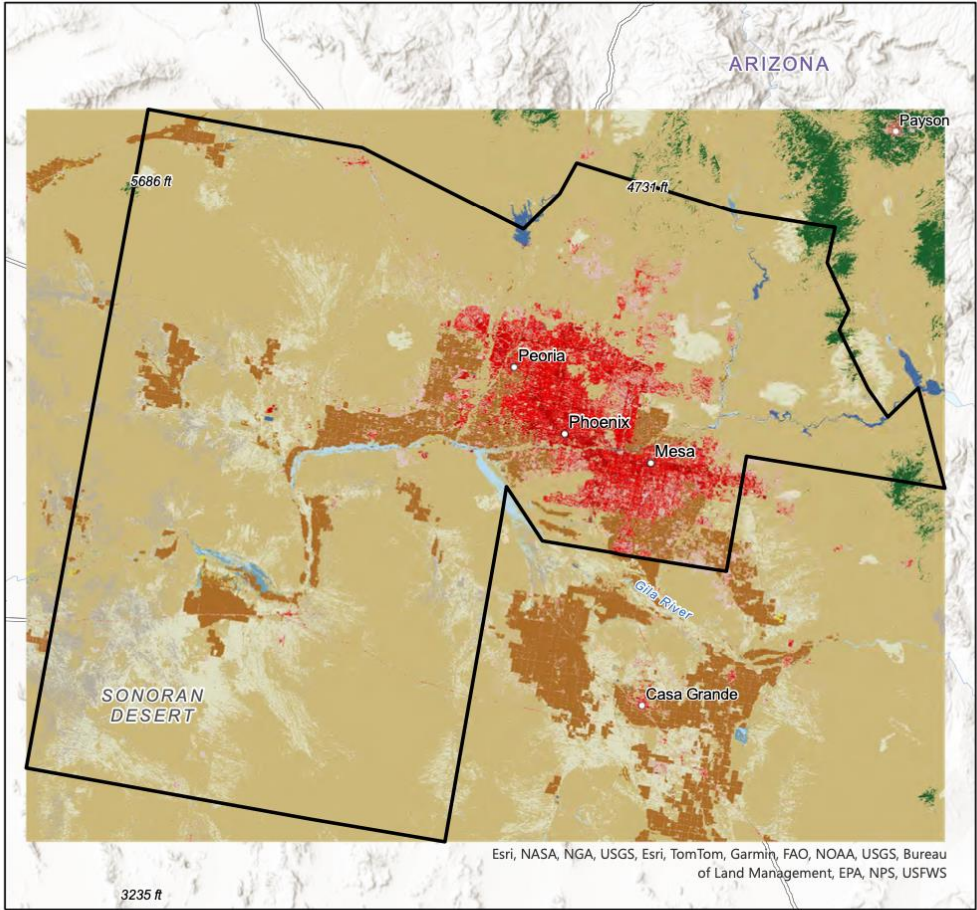 ARIZONA
Payson
5686 ft
4731 ft
Peoria
Phoenix
Mesa
Gila River
SONORAN
DESERT
Casa Grande
Esri, NASA, NGA, USGS, Esri, TomTom, Garmin, FAO, NOAA, USGS, Bureau
of Land Management, EPA, NPS, USFWS
3235 ft